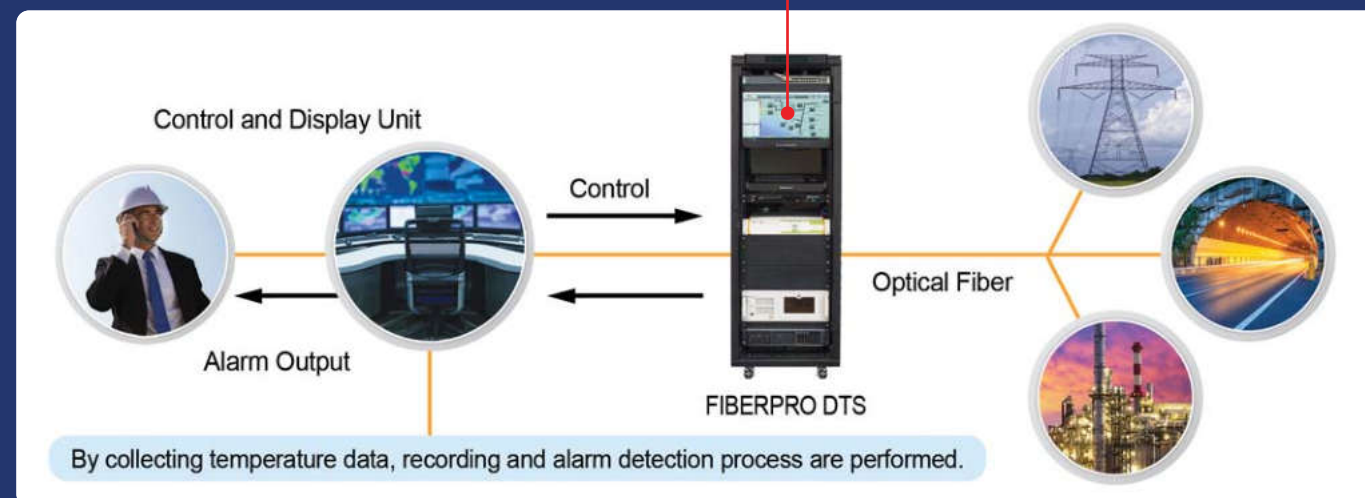 Control and Display Unit
Control
Optical Fiber
Alarm Output
FIBERPRO DTS
By collecting temperature data, recording and alarm detection process are performed.